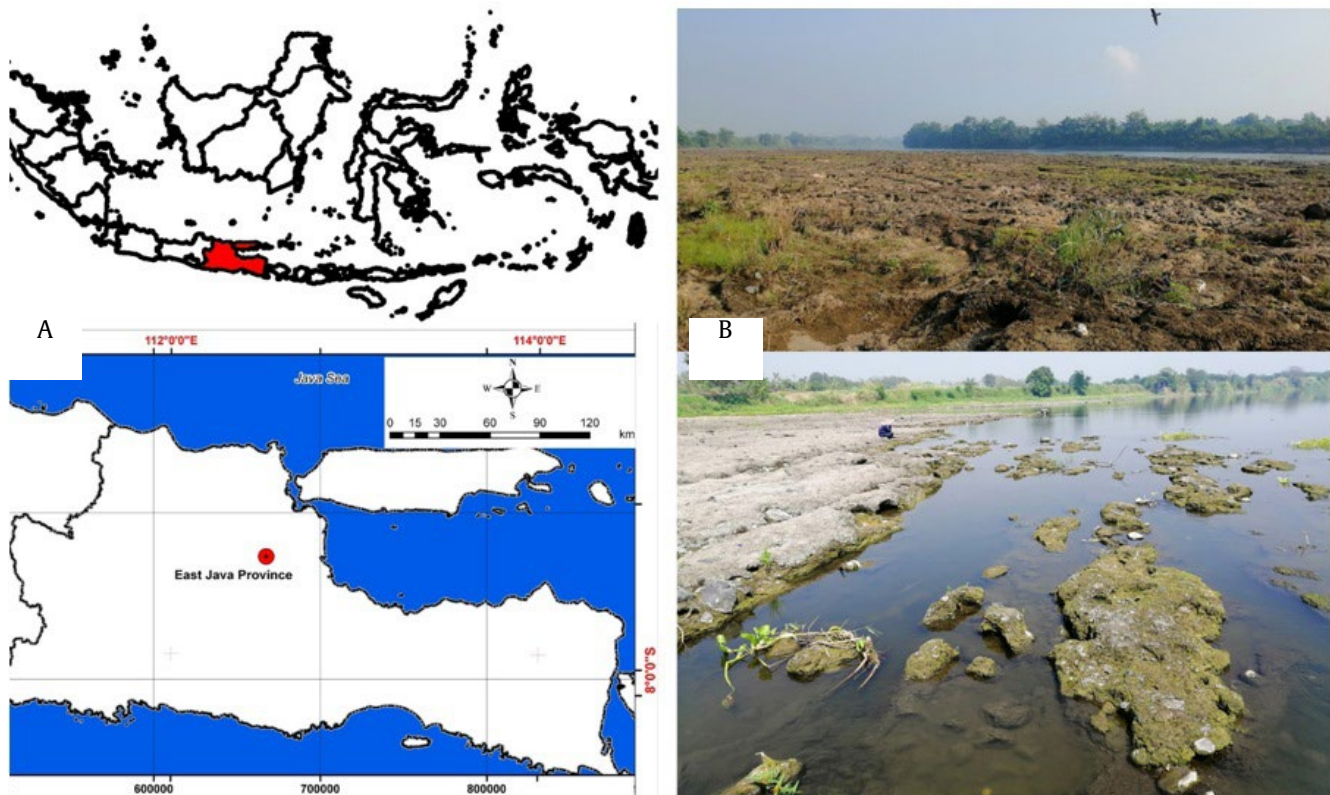 A
B
112°0'0"E
114°0'0"E
Java Sea
N
W E
S
0 15 30 60 90 120
km
East Java Province
8°0'0"S
600000 700000 800000